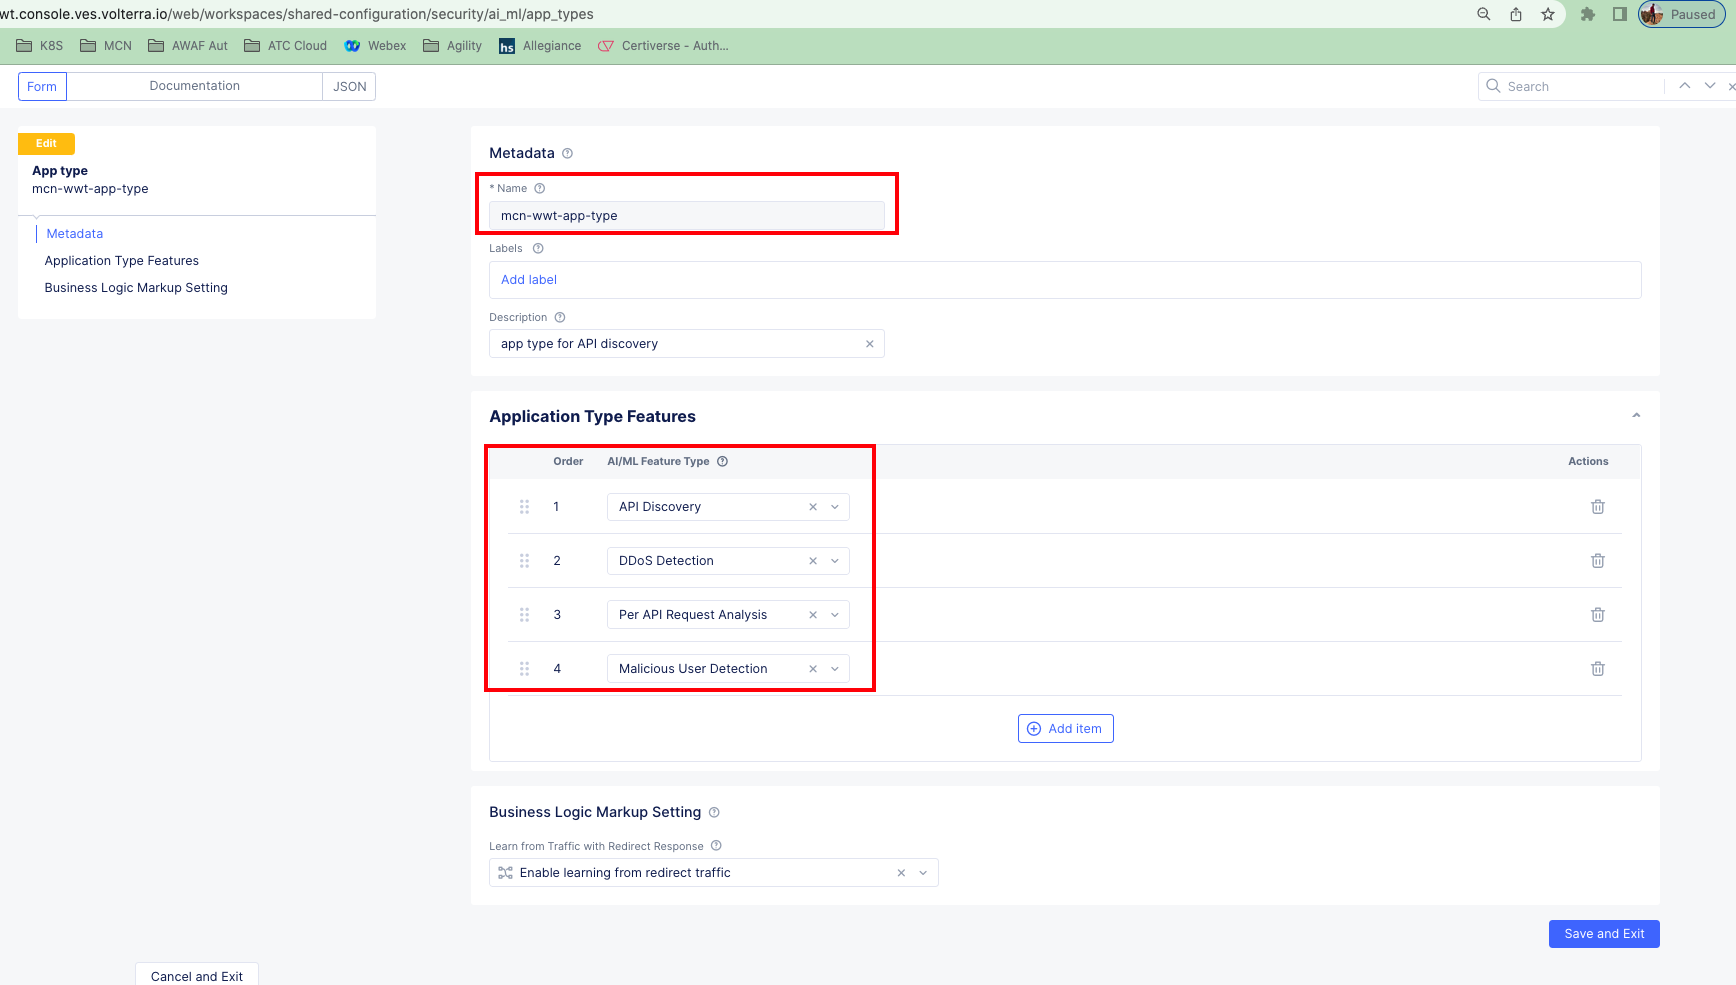 wt.console.ves.volterra.io/web/workspaces/shared-configuration/security/ai_ml/app_types
Paused
K8S MCN AWAF Aut ATC Cloud Webex Agility hs Allegiance Certiverse - Auth...
Form Documentation JSON
Search
Edit
App type
mcn-wwt-app-type
Metadata
Application Type Features
Business Logic Markup Setting
Metadata
* Name
mcn-wwt-app-type
Labels
Add label
Description
app type for API discovery
Application Type Features
Order AI/ML Feature Type Actions
1 API Discovery
2 DDoS Detection
3 Per API Request Analysis
4 Malicious User Detection
Add item
Business Logic Markup Setting
Learn from Traffic with Redirect Response
Enable learning from redirect traffic
Save and Exit
Cancel and Exit